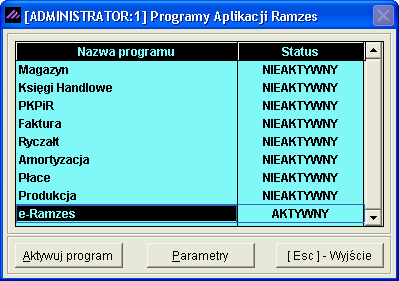 [ADMINISTRATOR:1] Programy Aplikacji Ramzes
Nazwa programu Status
Magazyn NIEAKTYWNY
Księgi Handlowe NIEAKTYWNY
PKPiR NIEAKTYWNY
Faktura NIEAKTYWNY
Ryczałt NIEAKTYWNY
Amortyzacja NIEAKTYWNY
Płace NIEAKTYWNY
Produkcja NIEAKTYWNY
e-Ramzes AKTYWNY
Aktywuj program Parametry [ Esc ] - Wyjście